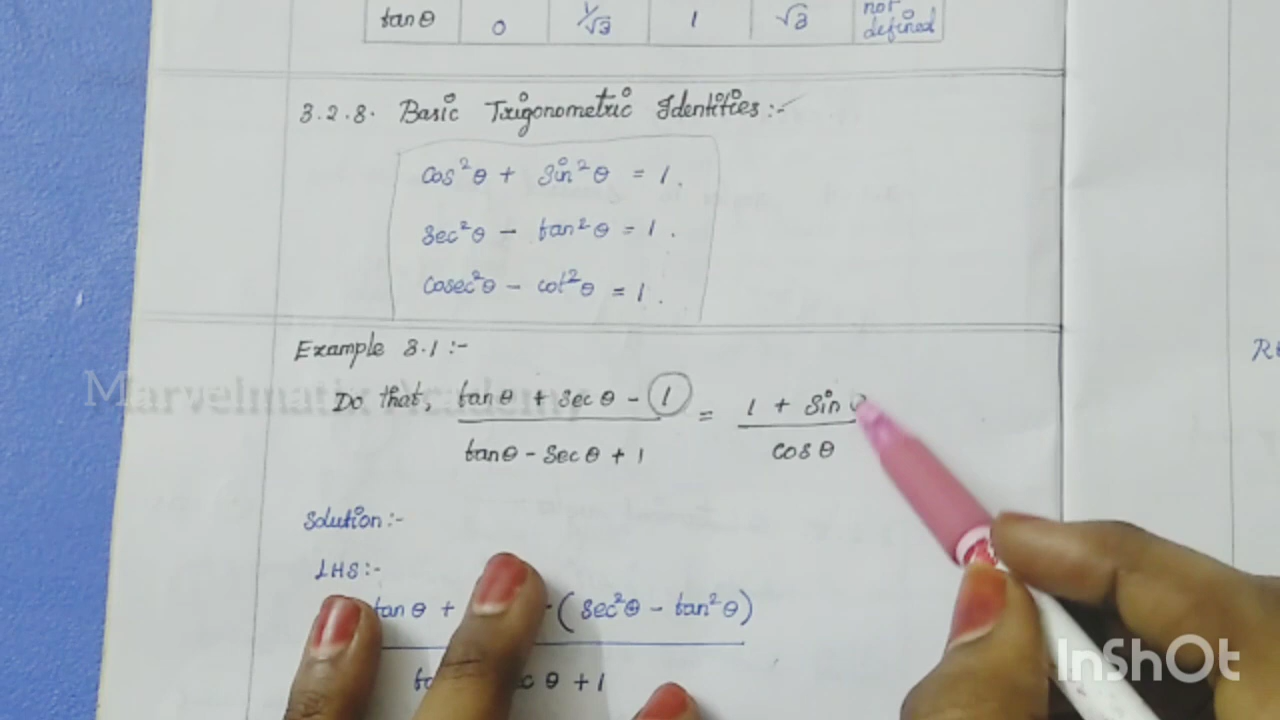 tanθ 0 1/√3 1 √3 not defined
3.2.8. Basic Trigonometric Identities:-
cos²θ + sin²θ = 1.
sec²θ - tan²θ = 1.
cosec²θ - cot²θ = 1.
Example 3.1:-
Do that, (tanθ + secθ - 1)/(tanθ - secθ + 1) = (1 + sin)/(cosθ)
Solution:-
LHS:-
tanθ + - (sec²θ - tan²θ)
θ + 1
Marvelmatix Academy
InShOt